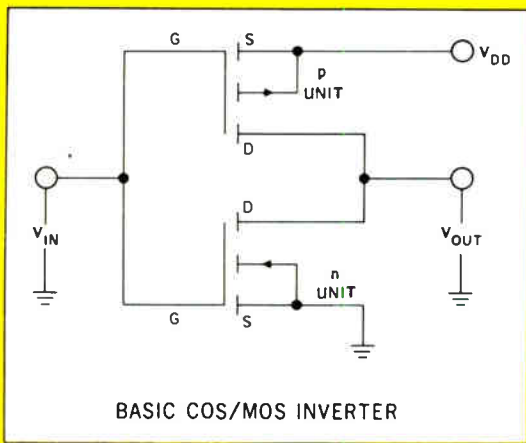 G
S
V_DD
p
UNIT
D
D
V_IN
V_OUT
n
UNIT
G
S
BASIC COS/MOS INVERTER